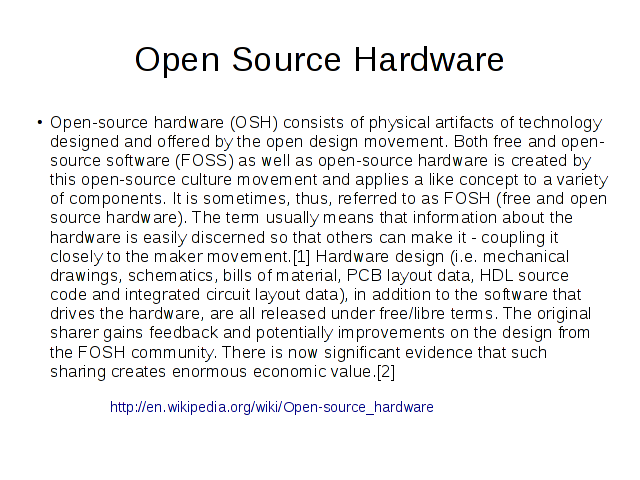 Open Source Hardware
• Open-source hardware (OSH) consists of physical artifacts of technology
designed and offered by the open design movement. Both free and open-
source software (FOSS) as well as open-source hardware is created by
this open-source culture movement and applies a like concept to a variety
of components. It is sometimes, thus, referred to as FOSH (free and open
source hardware). The term usually means that information about the
hardware is easily discerned so that others can make it - coupling it
closely to the maker movement.[1] Hardware design (i.e. mechanical
drawings, schematics, bills of material, PCB layout data, HDL source
code and integrated circuit layout data), in addition to the software that
drives the hardware, are all released under free/libre terms. The original
sharer gains feedback and potentially improvements on the design from
the FOSH community. There is now significant evidence that such
sharing creates enormous economic value.[2]
http://en.wikipedia.org/wiki/Open-source_hardware